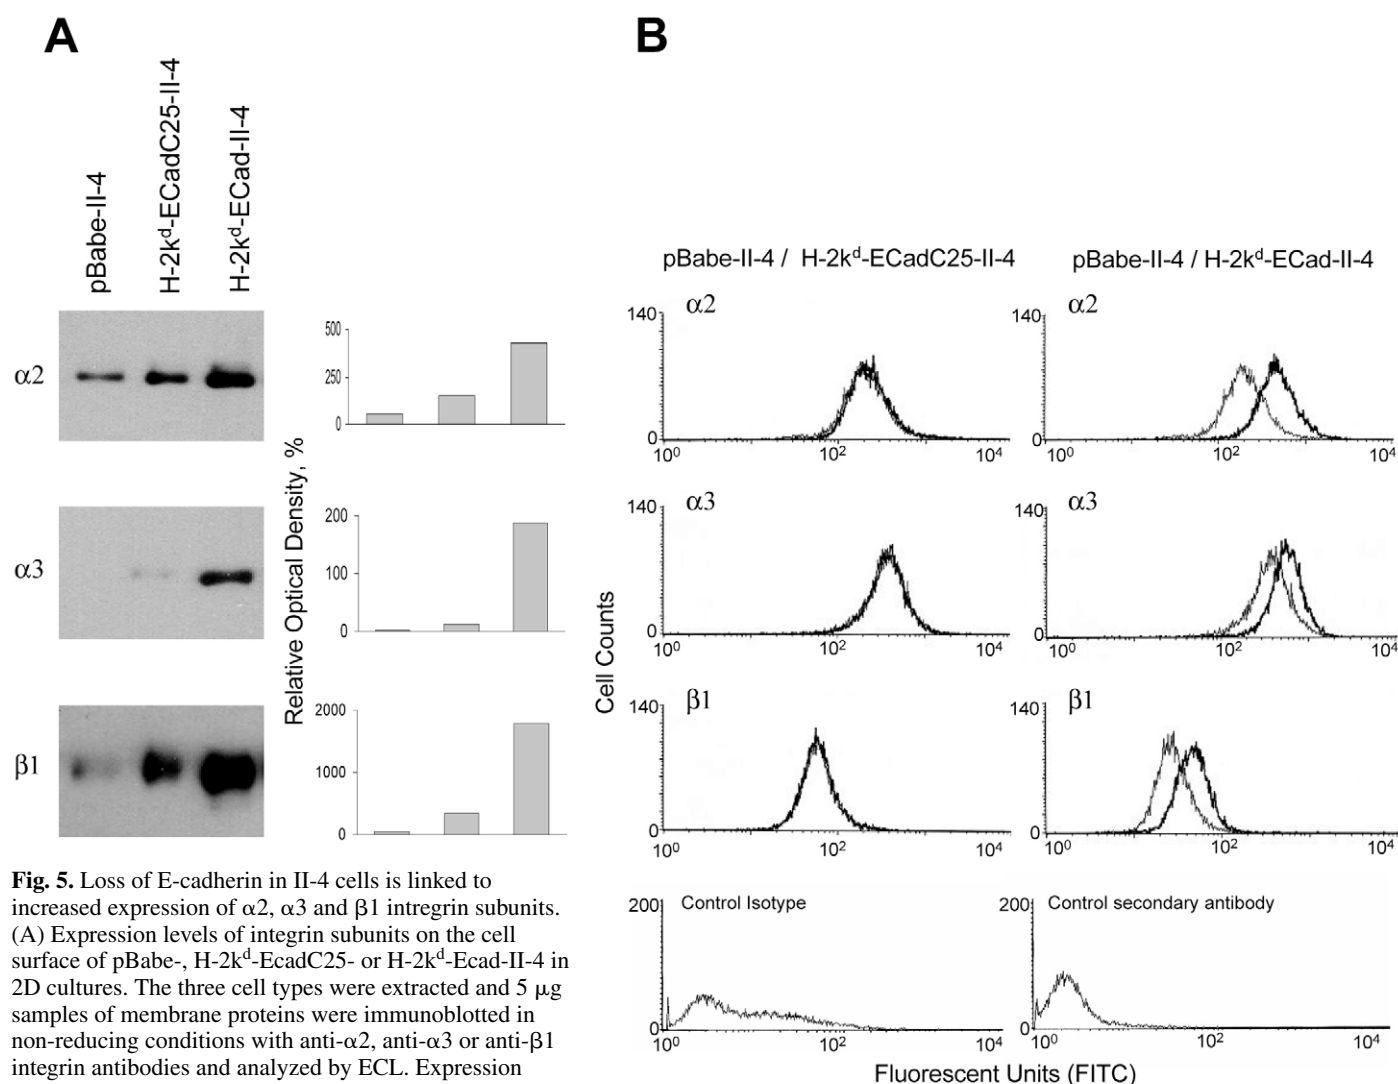 A
pBabe-II-4
H-2kᵈ-ECadC25-II-4
H-2kᵈ-ECad-II-4
α2
α3
β1
Relative Optical Density, %
500
250
0
200
100
0
2000
1000
0
B
pBabe-II-4 / H-2kᵈ-ECadC25-II-4
pBabe-II-4 / H-2kᵈ-ECad-II-4
Cell Counts
α2
140
0
10⁰
10²
10⁴
α2
140
0
10⁰
10²
10⁴
α3
140
0
10⁰
10²
10⁴
α3
140
0
10⁰
10²
10⁴
β1
140
0
10⁰
10²
10⁴
β1
140
0
10⁰
10²
10⁴
Control Isotype
200
0
10⁰
10²
10⁴
Control secondary antibody
200
0
10⁰
10²
10⁴
Fluorescent Units (FITC)
Fig. 5. Loss of E-cadherin in II-4 cells is linked to
increased expression of α2, α3 and β1 intregrin subunits.
(A) Expression levels of integrin subunits on the cell
surface of pBabe-, H-2kᵈ-EcadC25- or H-2kᵈ-Ecad-II-4 in
2D cultures. The three cell types were extracted and 5 μg
samples of membrane proteins were immunoblotted in
non-reducing conditions with anti-α2, anti-α3 or anti-β1
integrin antibodies and analyzed by ECL. Expression